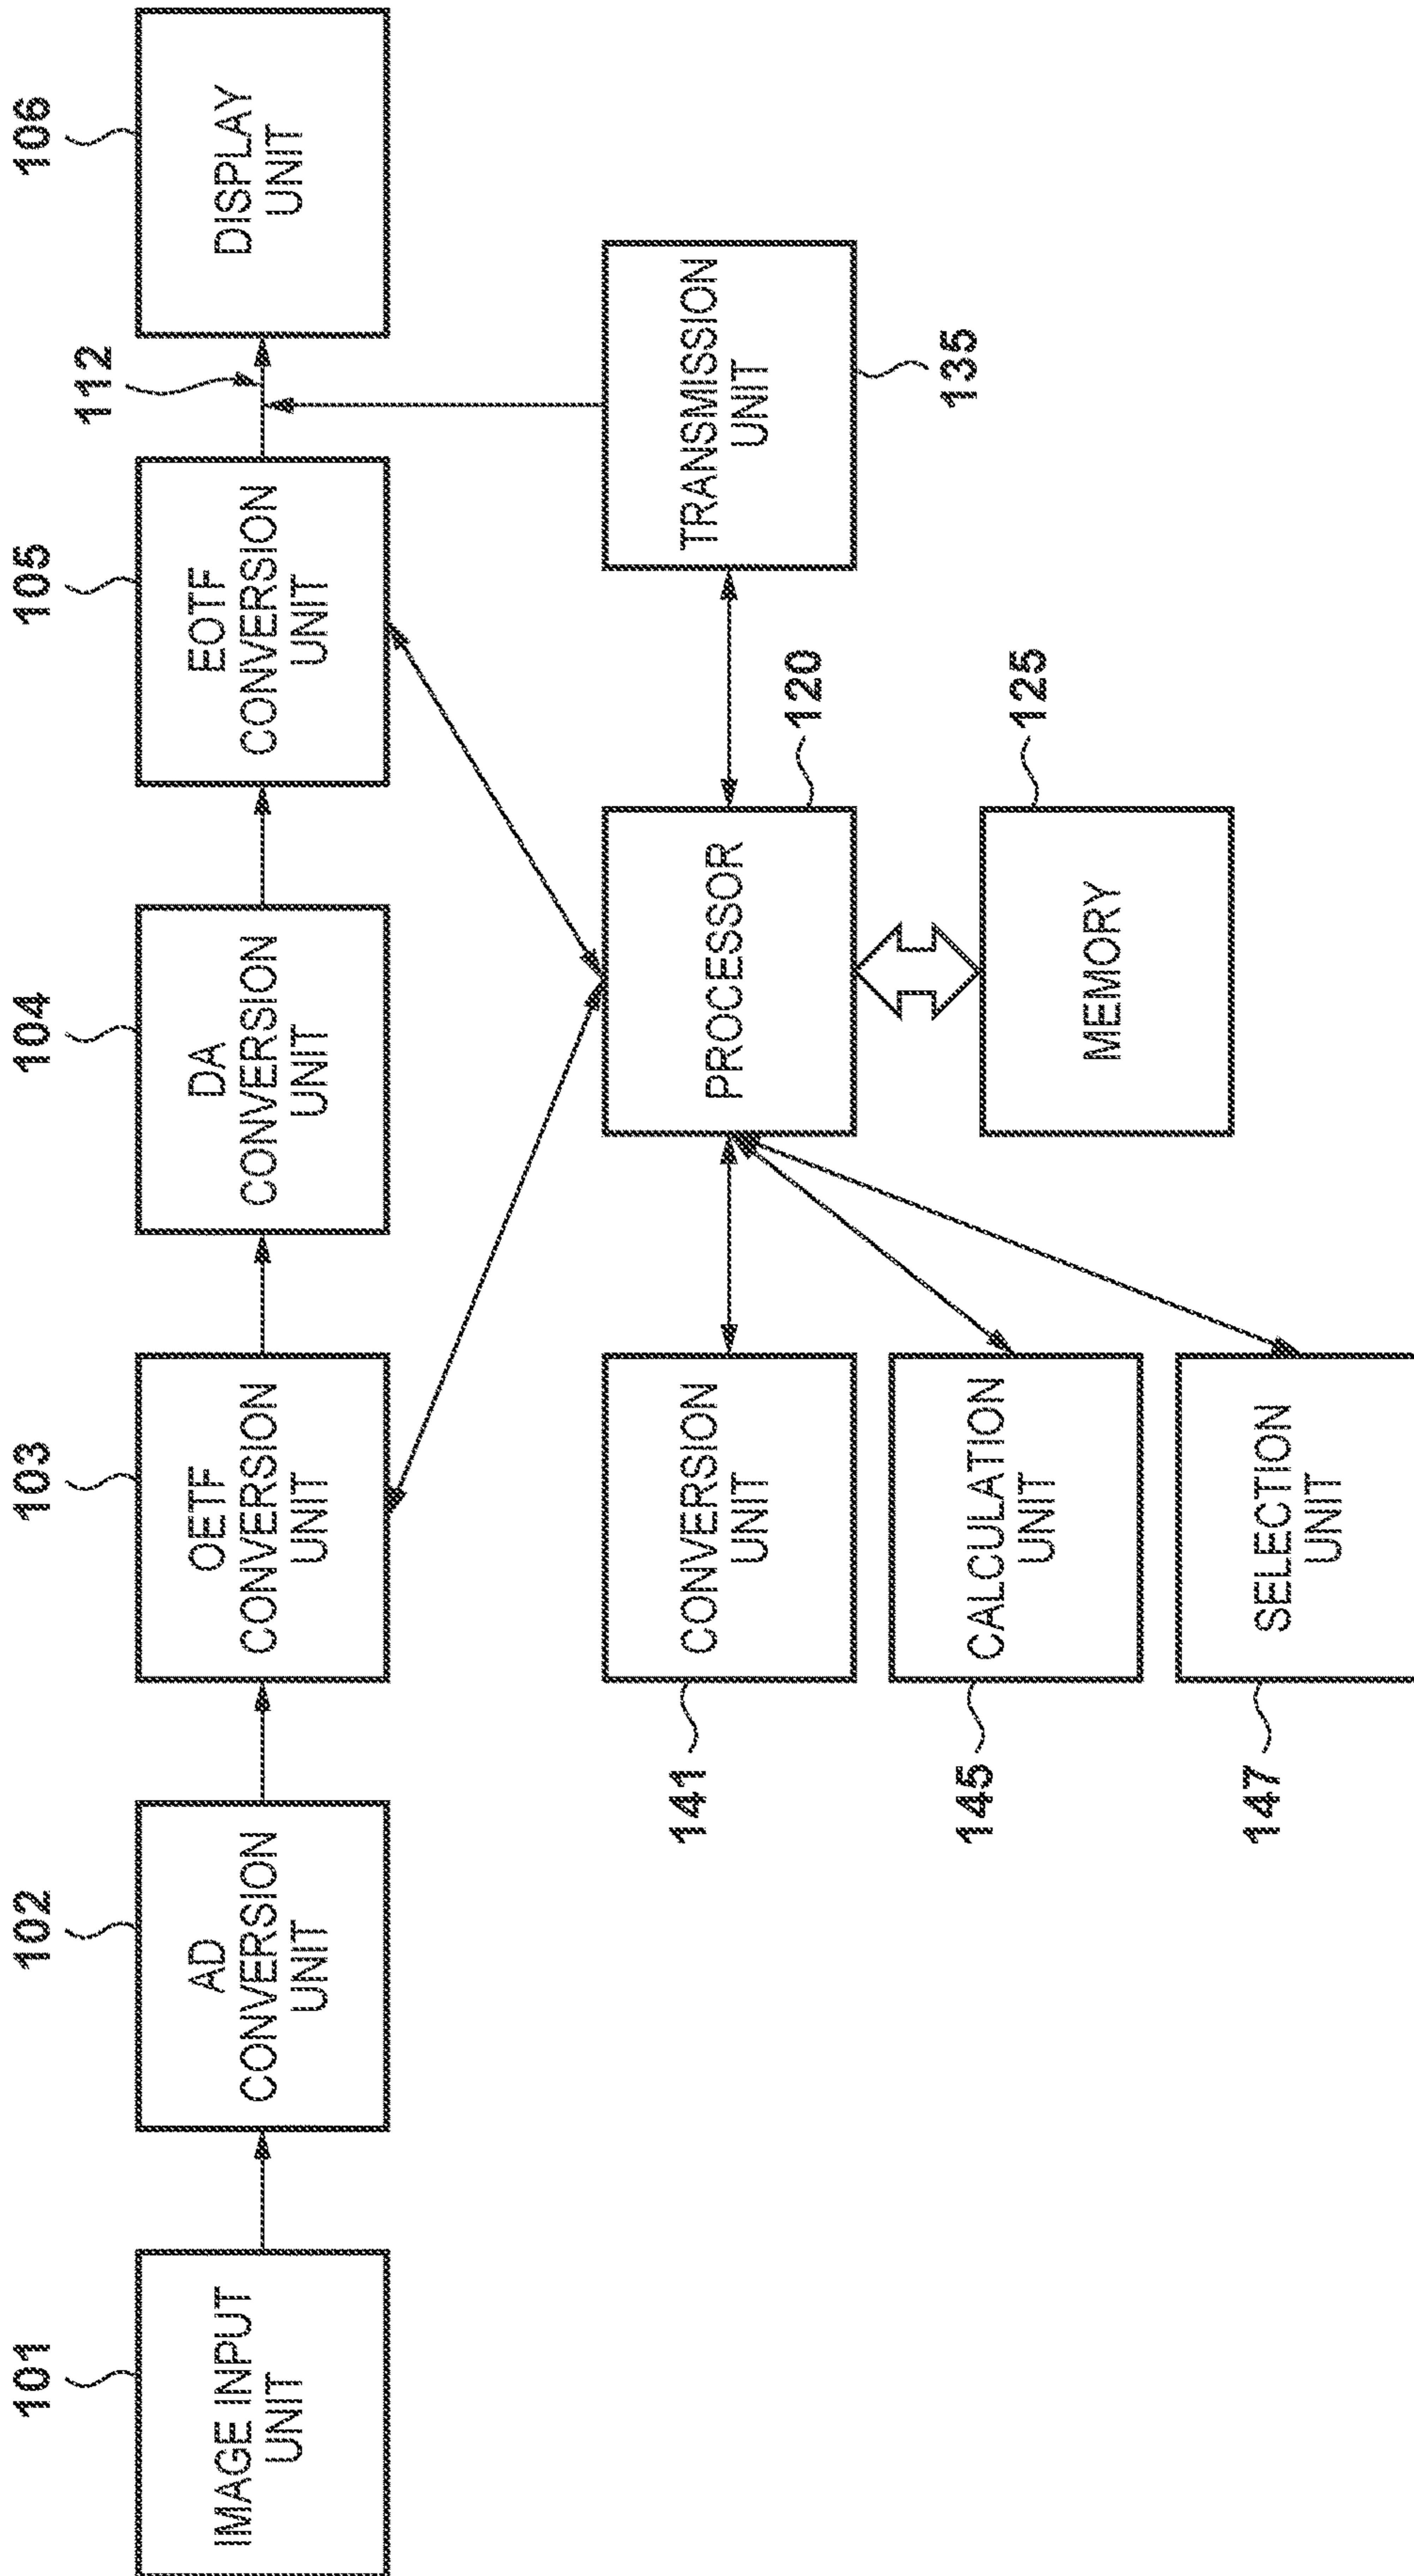 101
IMAGE INPUT
UNIT
102
AD
CONVERSION
UNIT
103
OETF
CONVERSION
UNIT
104
DA
CONVERSION
UNIT
105
EOTF
CONVERSION
UNIT
112
106
DISPLAY
UNIT
141
CONVERSION
UNIT
145
CALCULATION
UNIT
147
SELECTION
UNIT
PROCESSOR
120
MEMORY
125
TRANSMISSION
UNIT
135